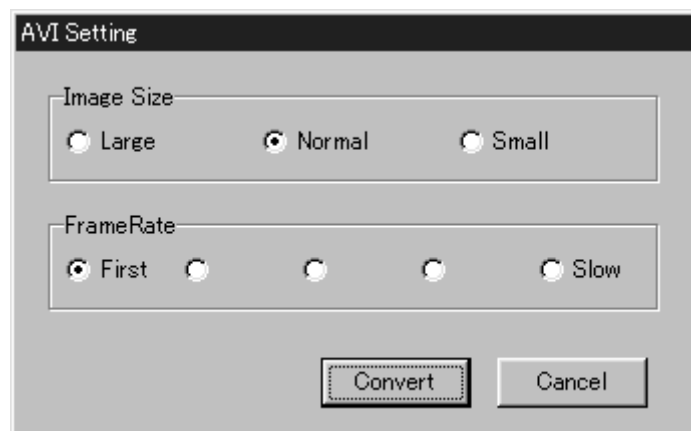 AVI Setting
Image Size
Large Normal Small
FrameRate
First Slow
Convert Cancel